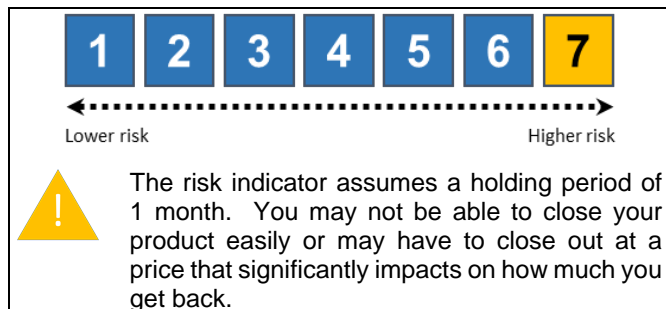 1 2 3 4 5 6 7
Lower risk Higher risk
!
The risk indicator assumes a holding period of
1 month. You may not be able to close your
product easily or may have to close out at a
price that significantly impacts on how much you
get back.